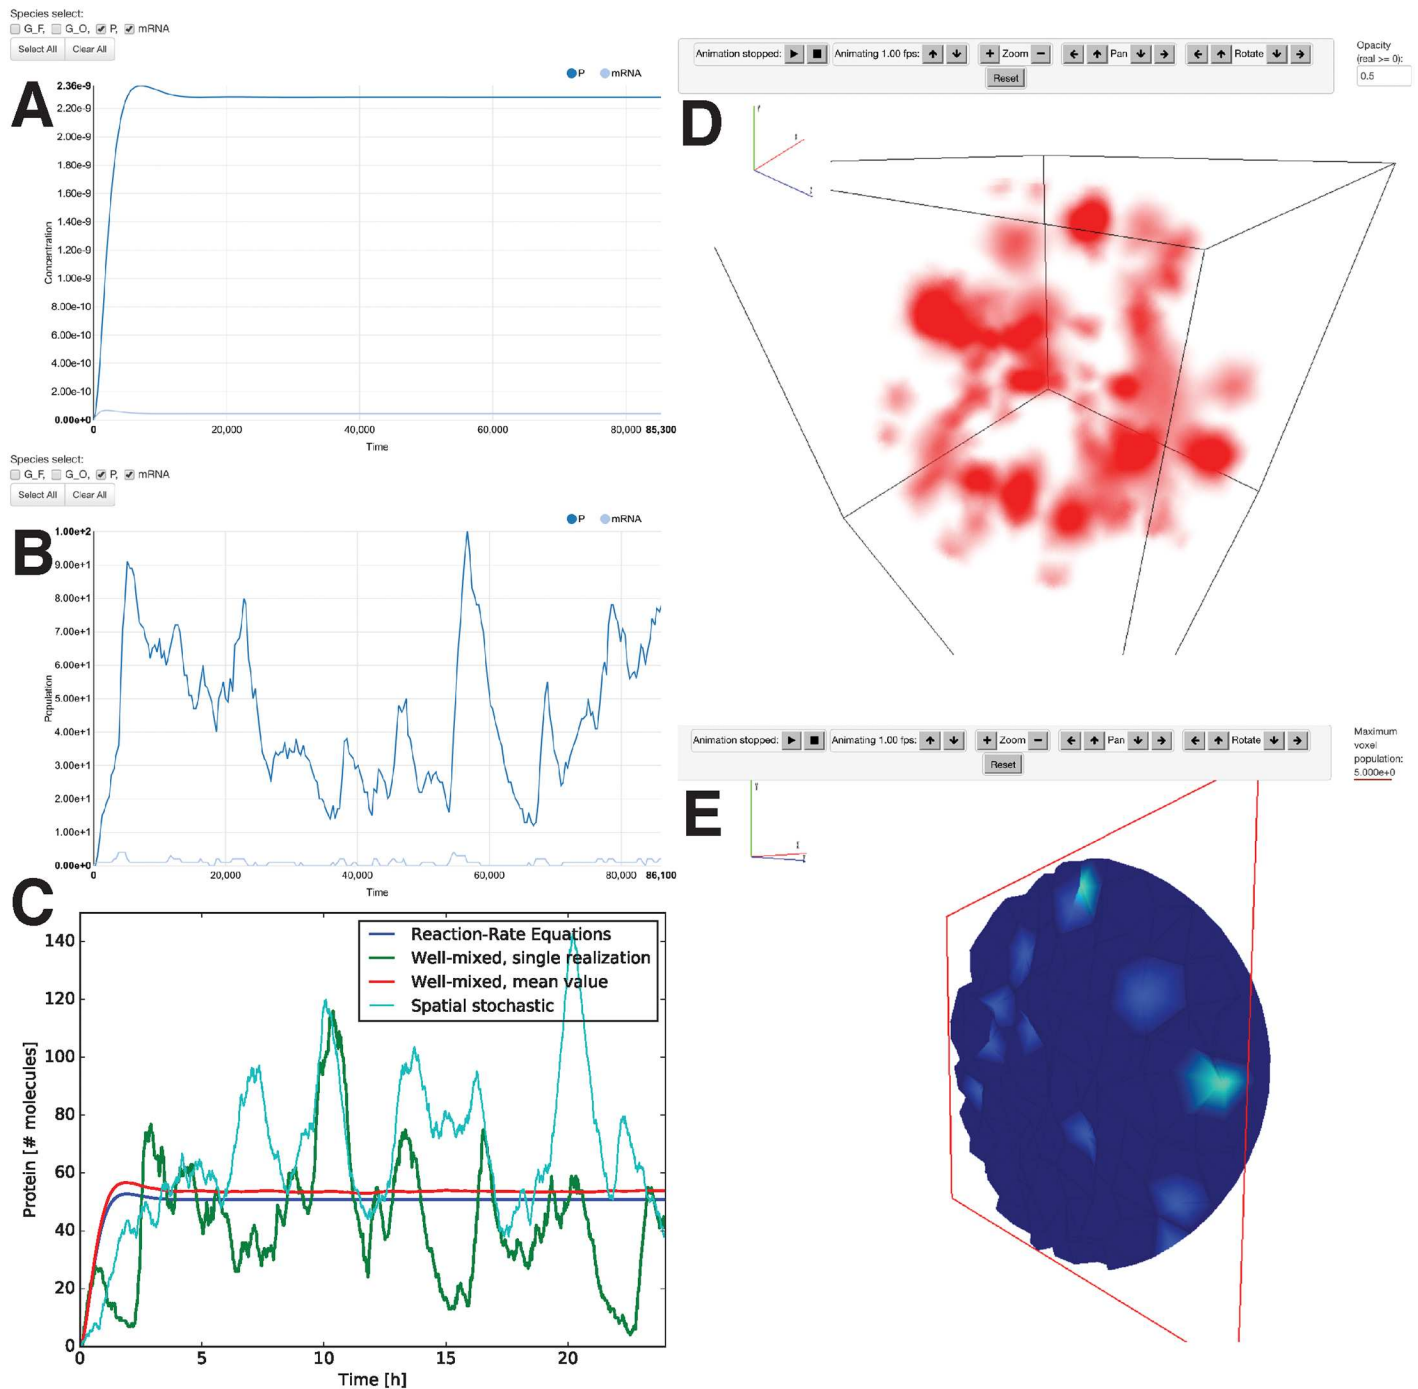 Species select:
G_F, G_O, P, mRNA
Select All Clear All
A
P mRNA
2.36e-9
2.20e-9
2.00e-9
1.80e-9
1.60e-9
1.40e-9
1.20e-9
1.00e-9
8.00e-10
6.00e-10
4.00e-10
2.00e-10
0.00e+0
Concentration
0 20,000 40,000 60,000 80,000 85,300
Time
Species select:
G_F, G_O, P, mRNA
Select All Clear All
B
P mRNA
1.00e+2
9.00e+1
8.00e+1
7.00e+1
6.00e+1
5.00e+1
4.00e+1
3.00e+1
2.00e+1
1.00e+1
0.00e+0
Population
0 20,000 40,000 60,000 80,000 86,100
Time
C
140
120
100
80
60
40
20
0
Protein [# molecules]
Reaction-Rate Equations
Well-mixed, single realization
Well-mixed, mean value
Spatial stochastic
0 5 10 15 20
Time [h]
Animation stopped: Animating 1.00 fps: Zoom Pan Rotate
Reset
Opacity
(real >= 0):
0.5
D
Animation stopped: Animating 1.00 fps: Zoom Pan Rotate
Reset
Maximum
voxel
population:
5.000e+0
E